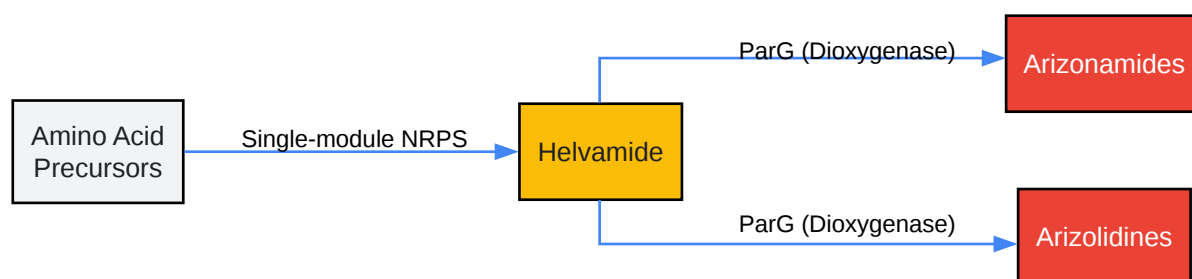 Amino Acid
Precursors
Single-module NRPS
Helvamide
ParG (Dioxygenase)
Arizonamides
ParG (Dioxygenase)
Arizolidines